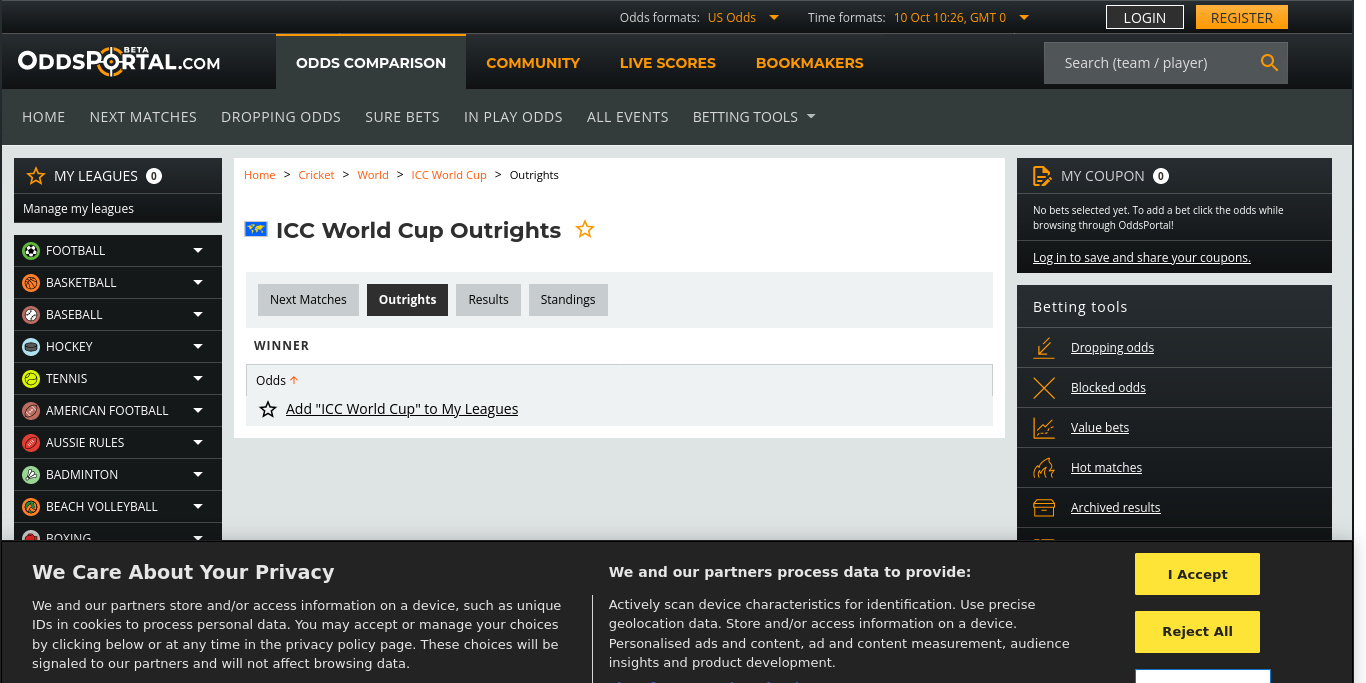 Odds formats: US Odds
Time formats: 10 Oct 10:26, GMT 0
LOGIN
REGISTER
ODDSPORTAL.COM
BETA
ODDS COMPARISON
COMMUNITY
LIVE SCORES
BOOKMAKERS
Search (team / player)
HOME
NEXT MATCHES
DROPPING ODDS
SURE BETS
IN PLAY ODDS
ALL EVENTS
BETTING TOOLS
MY LEAGUES 0
Manage my leagues
FOOTBALL
BASKETBALL
BASEBALL
HOCKEY
TENNIS
AMERICAN FOOTBALL
AUSSIE RULES
BADMINTON
BEACH VOLLEYBALL
BOXING
Home > Cricket > World > ICC World Cup > Outrights
ICC World Cup Outrights
Next Matches
Outrights
Results
Standings
WINNER
Odds
Add "ICC World Cup" to My Leagues
MY COUPON 0
No bets selected yet. To add a bet click the odds while
browsing through OddsPortal!
Log in to save and share your coupons.
Betting tools
Dropping odds
Blocked odds
Value bets
Hot matches
Archived results
We Care About Your Privacy
We and our partners store and/or access information on a device, such as unique
IDs in cookies to process personal data. You may accept or manage your choices
by clicking below or at any time in the privacy policy page. These choices will be
signaled to our partners and will not affect browsing data.
We and our partners process data to provide:
Actively scan device characteristics for identification. Use precise
geolocation data. Store and/or access information on a device.
Personalised ads and content, ad and content measurement, audience
insights and product development.
I Accept
Reject All